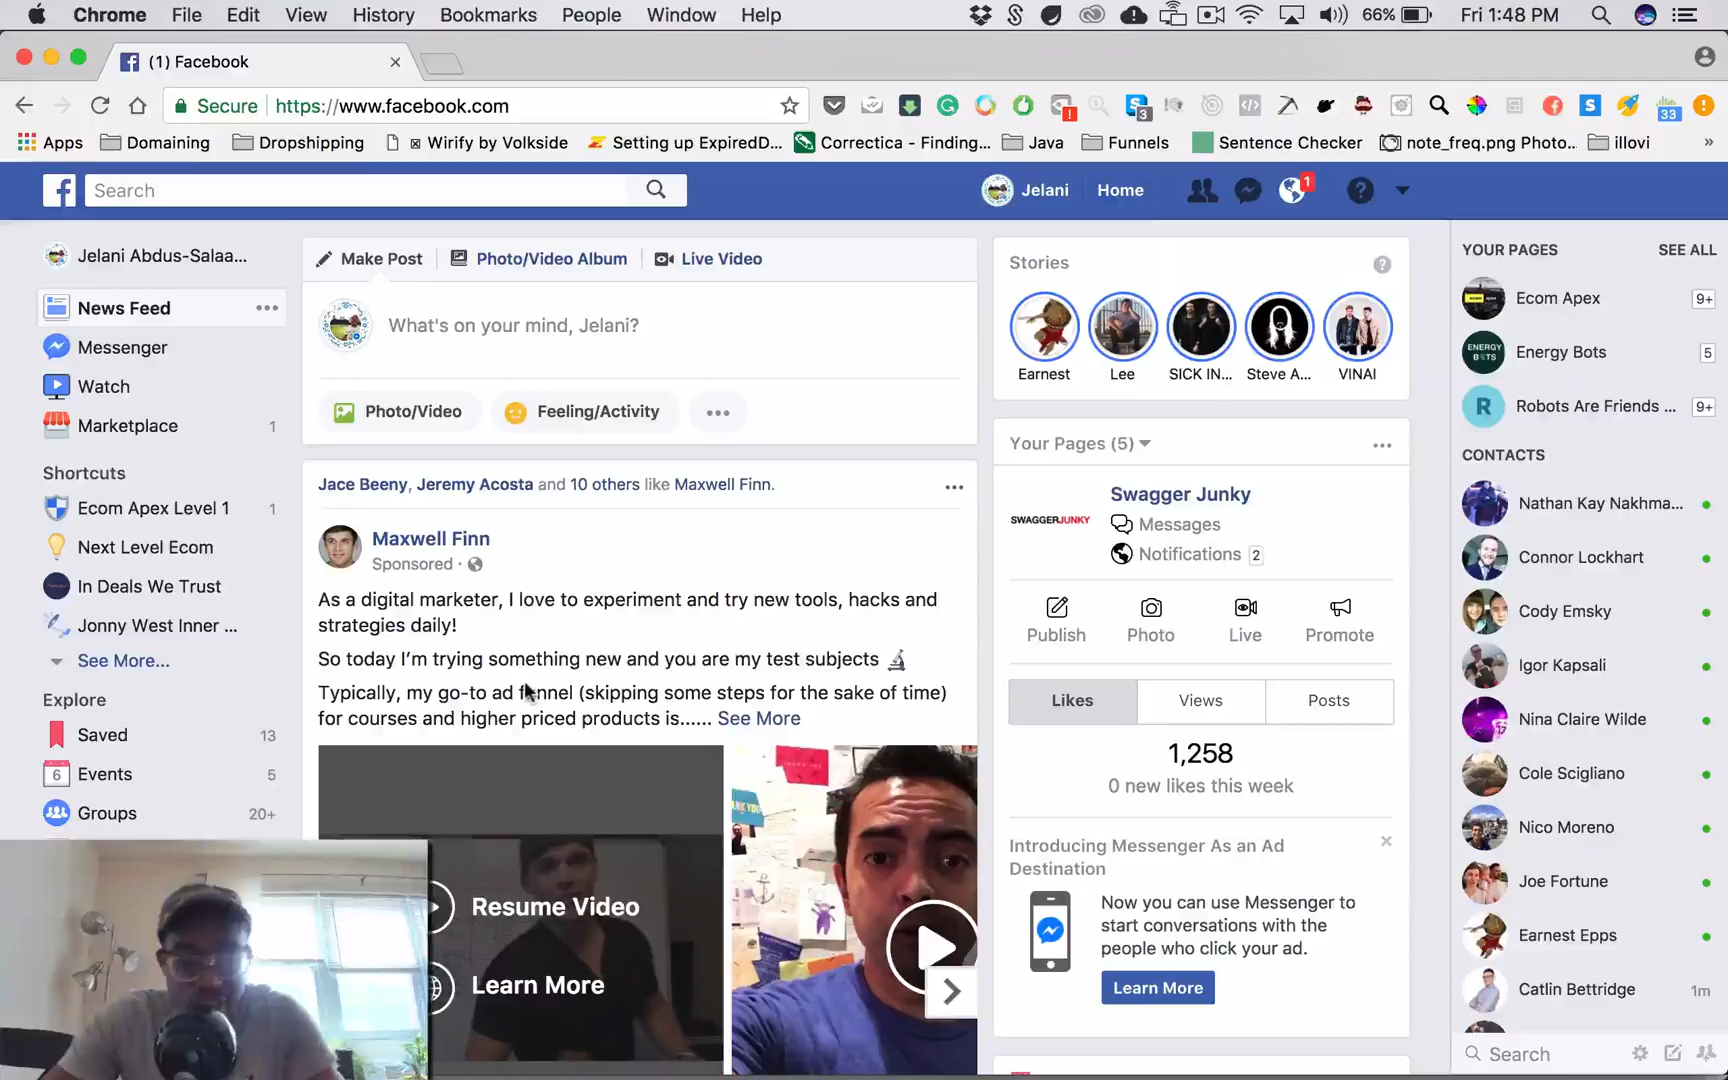 Chrome File Edit View History Bookmarks People Window Help 66% Fri 1:48 PM
(1) Facebook
Secure https://www.facebook.com 3 33
Apps Domaining Dropshipping Wirify by Volkside Setting up ExpiredD... Correctica - Finding... Java Funnels Sentence Checker note_freq.png Photo... illovi »
Search Jelani Home 1
Jelani Abdus-Salaa...
News Feed
Messenger
Watch
Marketplace 1
Shortcuts
Ecom Apex Level 1 1
Next Level Ecom
In Deals We Trust
Jonny West Inner ...
See More...
Explore
Saved 13
6 Events 5
Groups 20+
Make Post Photo/Video Album Live Video
What's on your mind, Jelani?
Photo/Video Feeling/Activity
Jace Beeny, Jeremy Acosta and 10 others like Maxwell Finn.
Maxwell Finn
Sponsored ·
As a digital marketer, I love to experiment and try new tools, hacks and
strategies daily!
So today I'm trying something new and you are my test subjects
Typically, my go-to ad funnel (skipping some steps for the sake of time)
for courses and higher priced products is...... See More
Resume Video
Learn More
Stories
Earnest Lee SICK IN... Steve A... VINAI
Your Pages (5)
SWAGGERJUNKY
Swagger Junky
Messages
Notifications 2
Publish Photo Live Promote
Likes Views Posts
1,258
0 new likes this week
Introducing Messenger As an Ad
Destination
Now you can use Messenger to
start conversations with the
people who click your ad.
Learn More
YOUR PAGES SEE ALL
Ecom Apex 9+
ENERGY BOTS Energy Bots 5
R Robots Are Friends ... 9+
CONTACTS
Nathan Kay Nakhma...
Connor Lockhart
Cody Emsky
Igor Kapsali
Nina Claire Wilde
Cole Scigliano
Nico Moreno
Joe Fortune
Earnest Epps
Catlin Bettridge 1m
Search